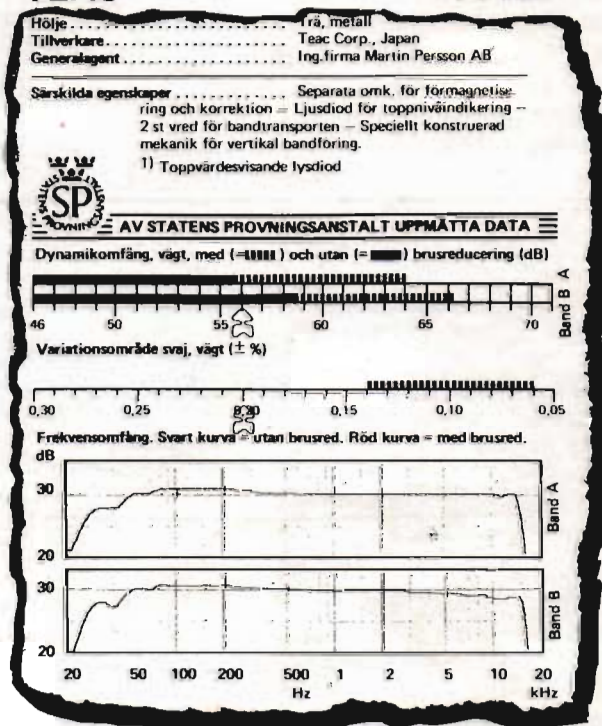 Hölje . . . . . . . . . . . . . . . . . . . . . . . . . . . Trä, metall
Tillverkare . . . . . . . . . . . . . . . . . . . . . . . Teac Corp., Japan
Generalagent . . . . . . . . . . . . . . . . . . . . . Ing.firma Martin Persson AB
Särskilda egenskaper . . . . . . . . . . . . Separata omk. för förmagnetise-
ring och korrektion – Ljusdiod för toppnivåindikering –
2 st vred för bandtransporten – Speciellt konstruerad
mekanik för vertikal bandföring.
1) Toppvärdesvisande lysdiod
STATENS PROVNINGSANSTALT
SP
AV STATENS PROVNINGSANSTALT UPPMÄTTA DATA
Dynamikomfång, vägt, med (= ) och utan (= ) brusreducering (dB)
Band B A
46 50 55 60 65 70
Variationsområde svaj, vägt (± %)
0,30 0,25 0,20 0,15 0,10 0,05
Frekvensomfång. Svart kurva = utan brusred. Röd kurva = med brusred.
dB
30
20
Band A
30
20
Band B
20 50 100 200 500 1 2 5 10 20
Hz kHz